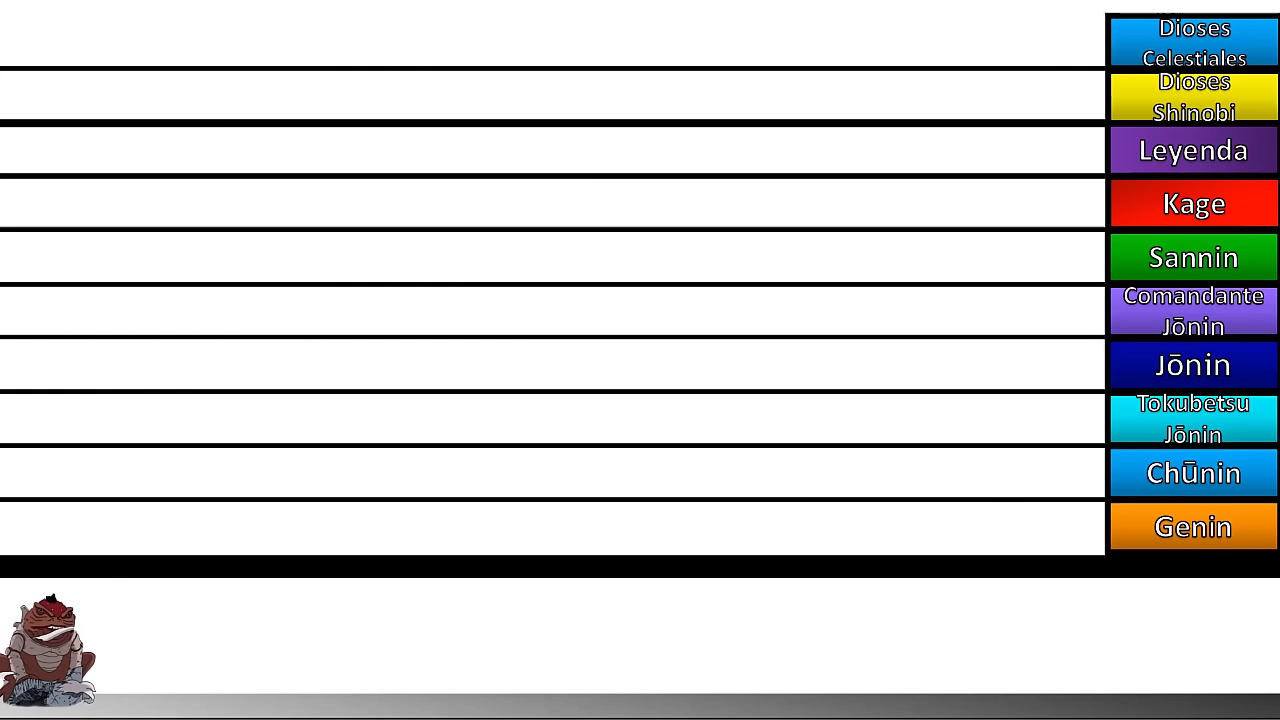 Dioses
Celestiales
Dioses
Shinobi
Leyenda
Kage
Sannin
Comandante
Jōnin
Jōnin
Tokubetsu
Jōnin
Chūnin
Genin